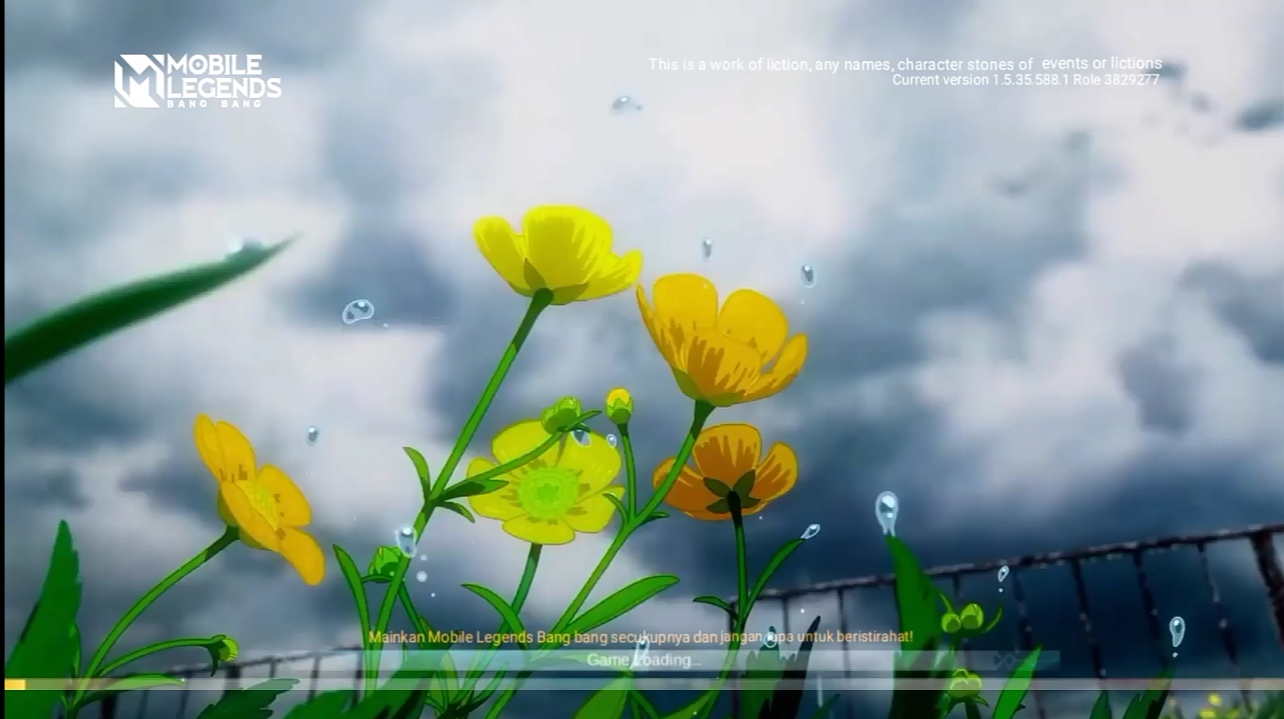 MOBILE
LEGENDS
BANG BANG
This is a work of liction, any names, character stones of events or lictions
Current version 1.5.35.588.1 Role 3829277
Mainkan Mobile Legends Bang bang secukupnya dan jangan lupa untuk beristirahat!
Game Loading...